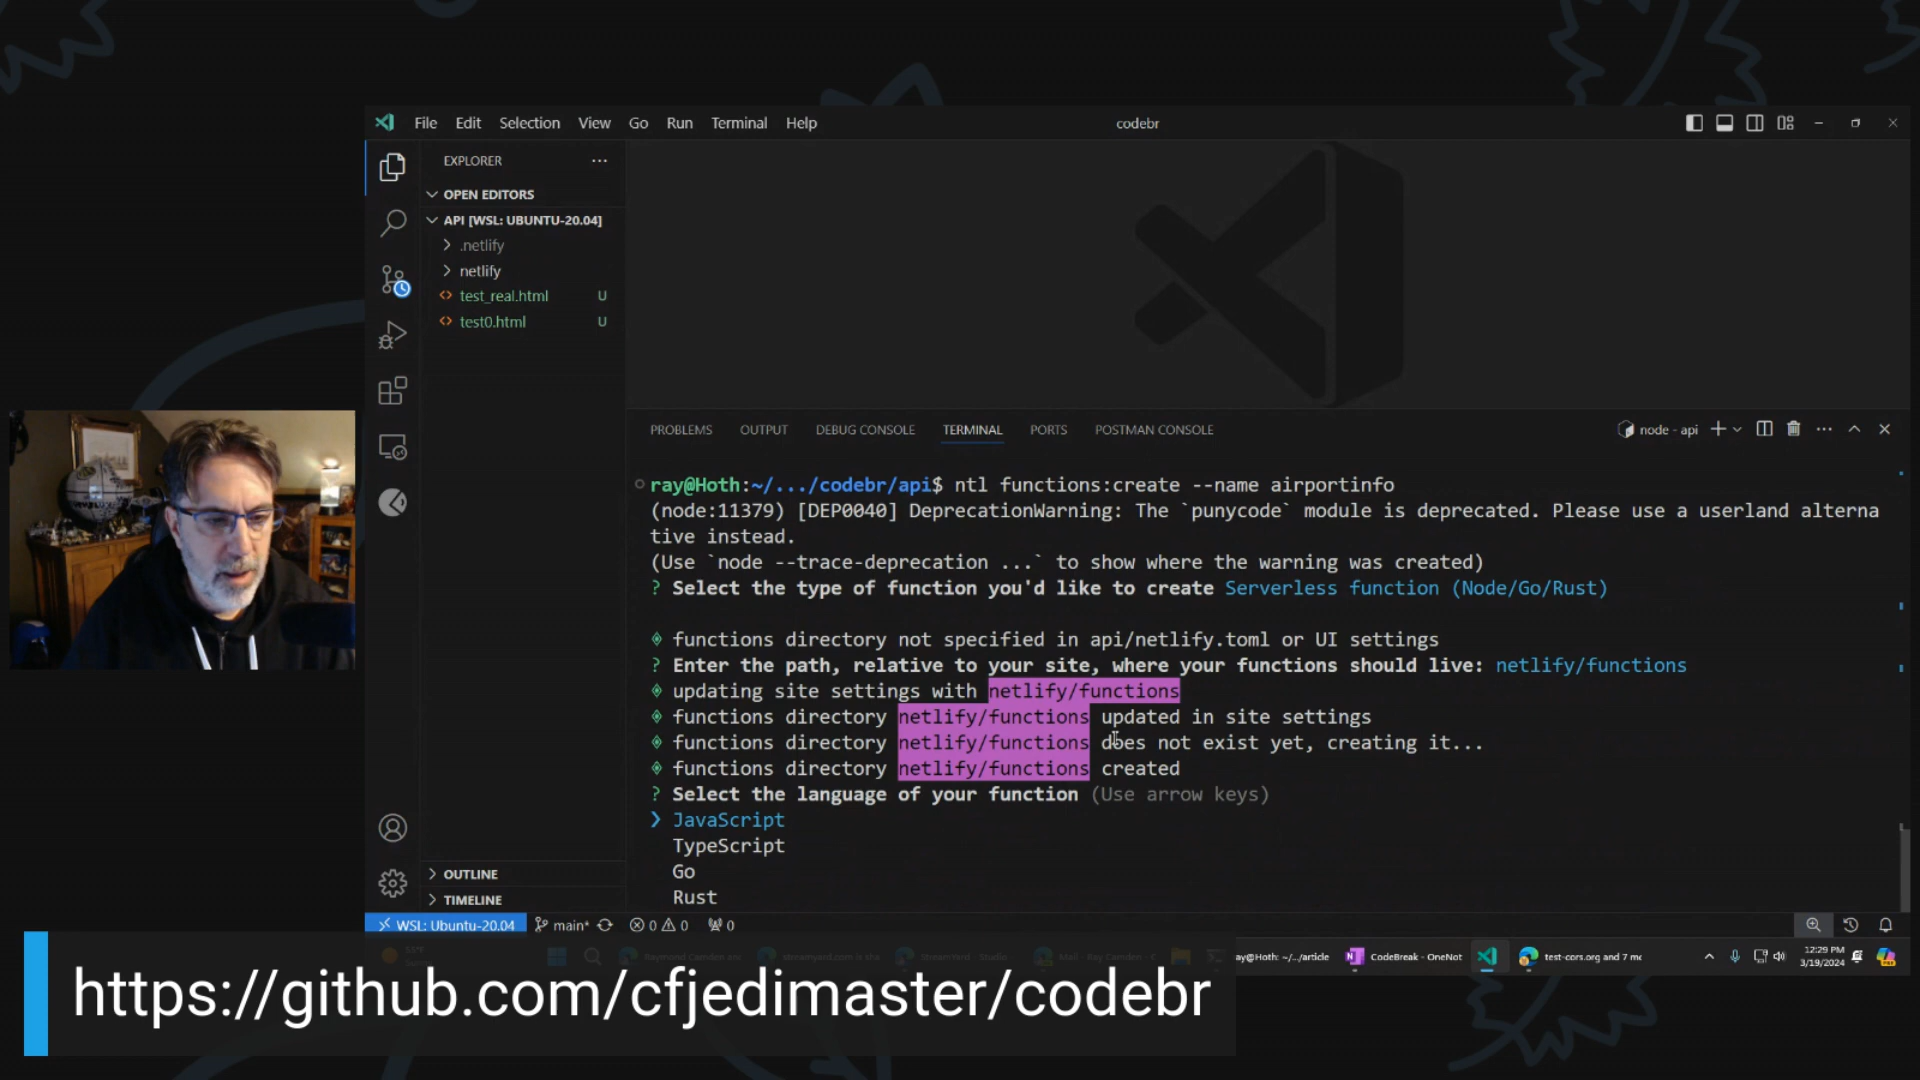 File Edit Selection View Go Run Terminal Help
codebr
EXPLORER
OPEN EDITORS
API [WSL: UBUNTU-20.04]
.netlify
netlify
test_real.html U
test0.html U
OUTLINE
TIMELINE
PROBLEMS OUTPUT DEBUG CONSOLE TERMINAL PORTS POSTMAN CONSOLE
node - api
ray@Hoth:~/.../codebr/api$ ntl functions:create --name airportinfo
(node:11379) [DEP0040] DeprecationWarning: The `punycode` module is deprecated. Please use a userland alterna
tive instead.
(Use `node --trace-deprecation ...` to show where the warning was created)
? Select the type of function you'd like to create Serverless function (Node/Go/Rust)
functions directory not specified in api/netlify.toml or UI settings
? Enter the path, relative to your site, where your functions should live: netlify/functions
updating site settings with netlify/functions
functions directory netlify/functions updated in site settings
functions directory netlify/functions does not exist yet, creating it...
functions directory netlify/functions created
? Select the language of your function (Use arrow keys)
❯ JavaScript
TypeScript
Go
Rust
WSL: Ubuntu-20.04 main* 0 0 0
ay@Hoth: ~/.../article CodeBreak - OneNot test-cors.org and 7 mo
12:29 PM
3/19/2024
https://github.com/cfjedimaster/codebr